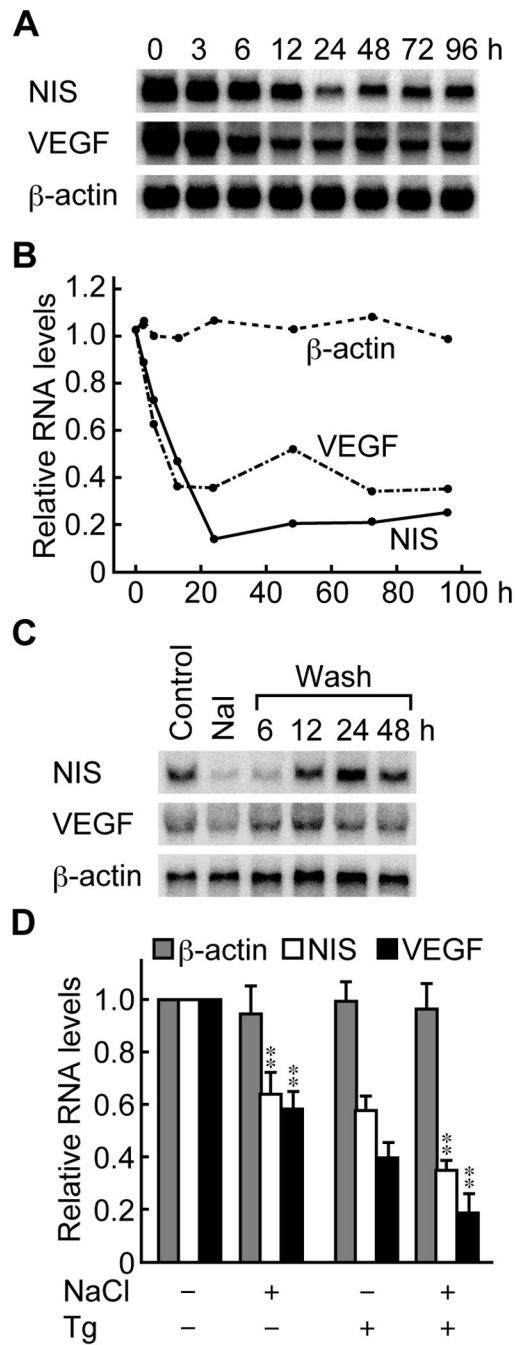 A
0 3 6 12 24 48 72 96 h
NIS
VEGF
β-actin
B
Relative RNA levels
1.2
1.0
0.8
0.6
0.4
0.2
0
β-actin
VEGF
NIS
0 20 40 60 80 100 h
C
Control
NaI
Wash
6 12 24 48 h
NIS
VEGF
β-actin
D
β-actin NIS VEGF
Relative RNA levels
1.0
0.8
0.6
0.4
0.2
0
** ** ** **
NaCl − + − +
Tg − − + +